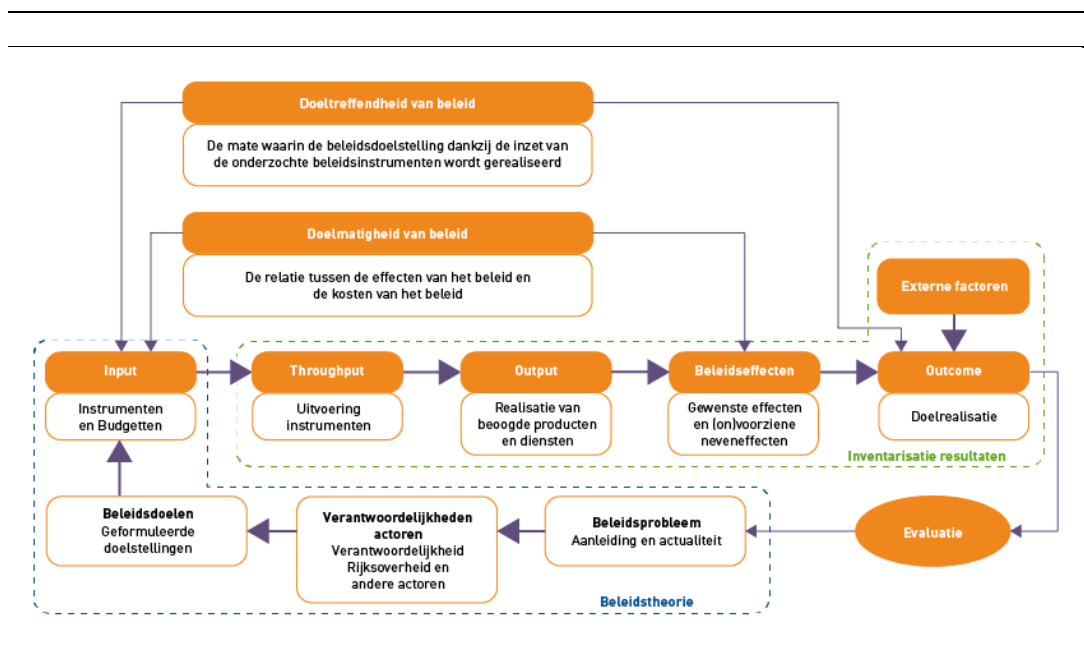 Doeltreffendheid van beleid
De mate waarin de beleidsdoelstelling dankzij de inzet van
de onderzochte beleidsinstrumenten wordt gerealiseerd
Doelmatigheid van beleid
De relatie tussen de effecten van het beleid en
de kosten van het beleid
Externe factoren
Input
Instrumenten
en Budgetten
Throughput
Uitvoering
instrumenten
Output
Realisatie van
beoogde producten
en diensten
Beleidseffecten
Gewenste effecten
en (on)voorziene
neveneffecten
Outcome
Doelrealisatie
Inventarisatie resultaten
Beleidsdoelen
Geformuleerde
doelstellingen
Verantwoordelijkheden
actoren
Verantwoordelijkheid
Rijksoverheid en
andere actoren
Beleidsprobleem
Aanleiding en actualiteit
Evaluatie
Beleidstheorie